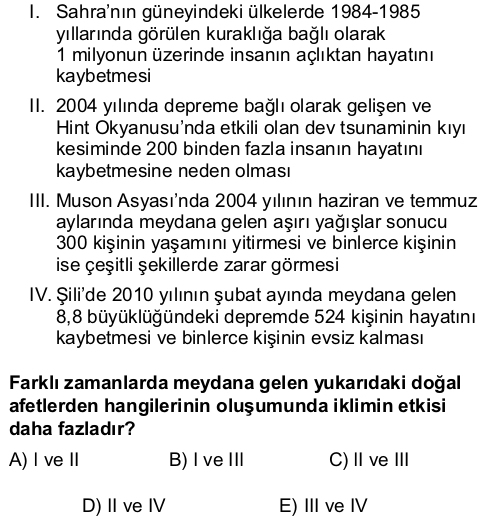 I. Sahra'nın güneyindeki ülkelerde 1984-1985
yıllarında görülen kuraklığa bağlı olarak
1 milyonun üzerinde insanın açlıktan hayatını
kaybetmesi
II. 2004 yılında depreme bağlı olarak gelişen ve
Hint Okyanusu'nda etkili olan dev tsunaminin kıyı
kesiminde 200 binden fazla insanın hayatını
kaybetmesine neden olması
III. Muson Asyası'nda 2004 yılının haziran ve temmuz
aylarında meydana gelen aşırı yağışlar sonucu
300 kişinin yaşamını yitirmesi ve binlerce kişinin
ise çeşitli şekillerde zarar görmesi
IV. Şili'de 2010 yılının şubat ayında meydana gelen
8,8 büyüklüğündeki depremde 524 kişinin hayatını
kaybetmesi ve binlerce kişinin evsiz kalması
Farklı zamanlarda meydana gelen yukarıdaki doğal
afetlerden hangilerinin oluşumunda iklimin etkisi
daha fazladır?
A) I ve II B) I ve III C) II ve III
D) II ve IV E) III ve IV